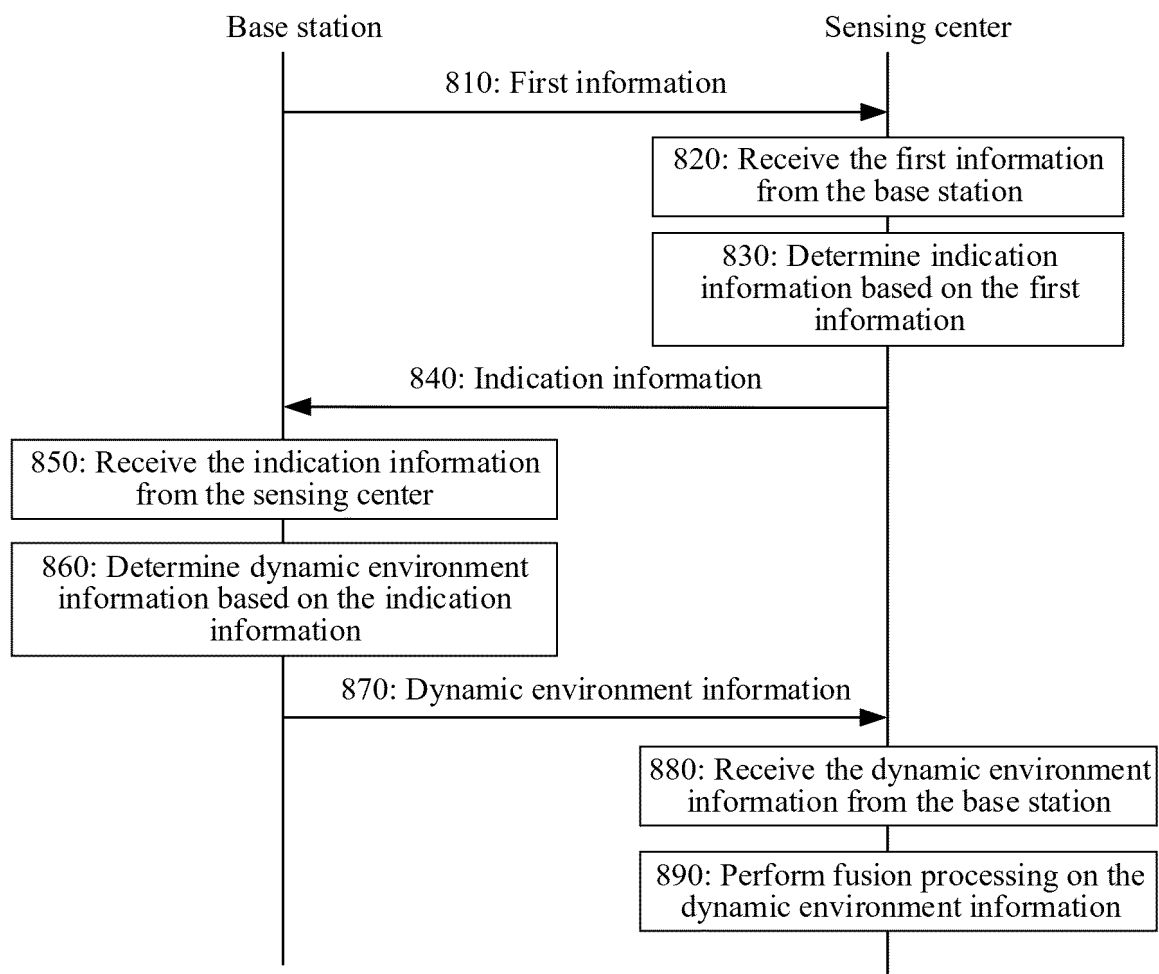 Base station
Sensing center
810: First information
820: Receive the first information
from the base station
830: Determine indication
information based on the first
information
840: Indication information
850: Receive the indication information
from the sensing center
860: Determine dynamic environment
information based on the indication
information
870: Dynamic environment information
880: Receive the dynamic environment
information from the base station
890: Perform fusion processing on the
dynamic environment information